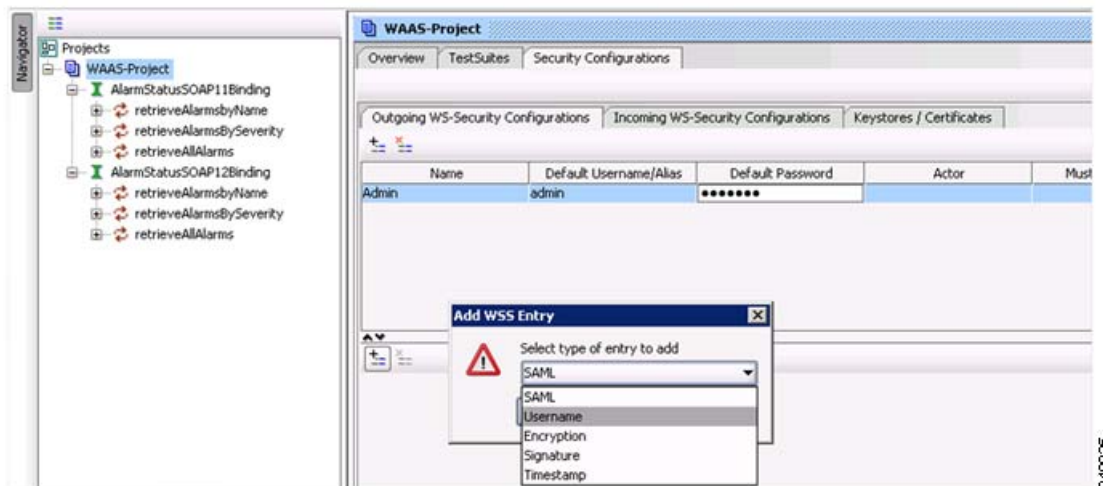 Navigator
Projects
WAAS-Project
AlarmStatusSOAP11Binding
retrieveAlarmsbyName
retrieveAlarmsBySeverity
retrieveAllAlarms
AlarmStatusSOAP12Binding
retrieveAlarmsbyName
retrieveAlarmsBySeverity
retrieveAllAlarms
WAAS-Project
Overview TestSuites Security Configurations
Outgoing WS-Security Configurations Incoming WS-Security Configurations Keystores / Certificates
Name Default Username/Alias Default Password Actor Must
Admin admin •••••••
Add WSS Entry
Select type of entry to add
SAML
SAML
Username
Encryption
Signature
Timestamp